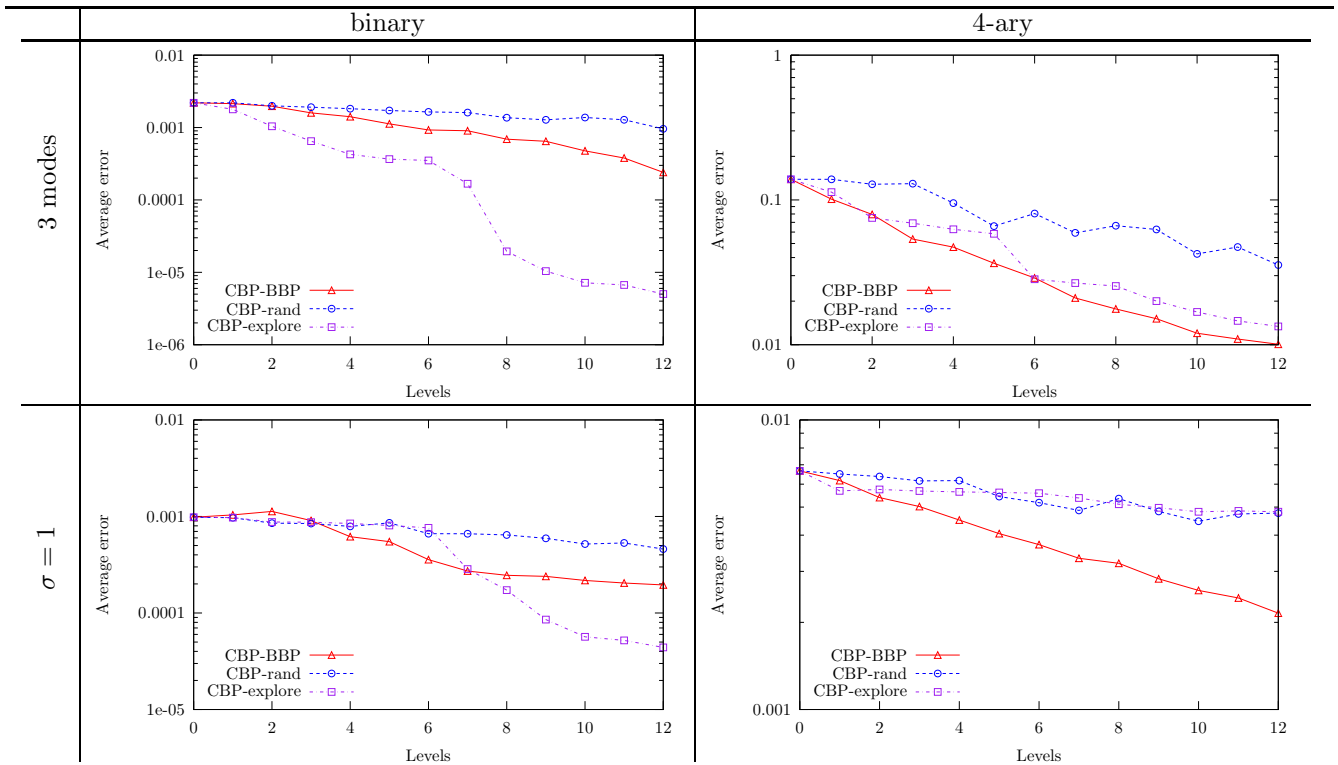 binary
4-ary
3 modes
Average error
0.01
0.001
0.0001
1e-05
1e-06
CBP-BBP
CBP-rand
CBP-explore
0 2 4 6 8 10 12
Levels
Average error
1
0.1
0.01
CBP-BBP
CBP-rand
CBP-explore
0 2 4 6 8 10 12
Levels
σ = 1
Average error
0.01
0.001
0.0001
1e-05
CBP-BBP
CBP-rand
CBP-explore
0 2 4 6 8 10 12
Levels
Average error
0.01
0.001
CBP-BBP
CBP-rand
CBP-explore
0 2 4 6 8 10 12
Levels